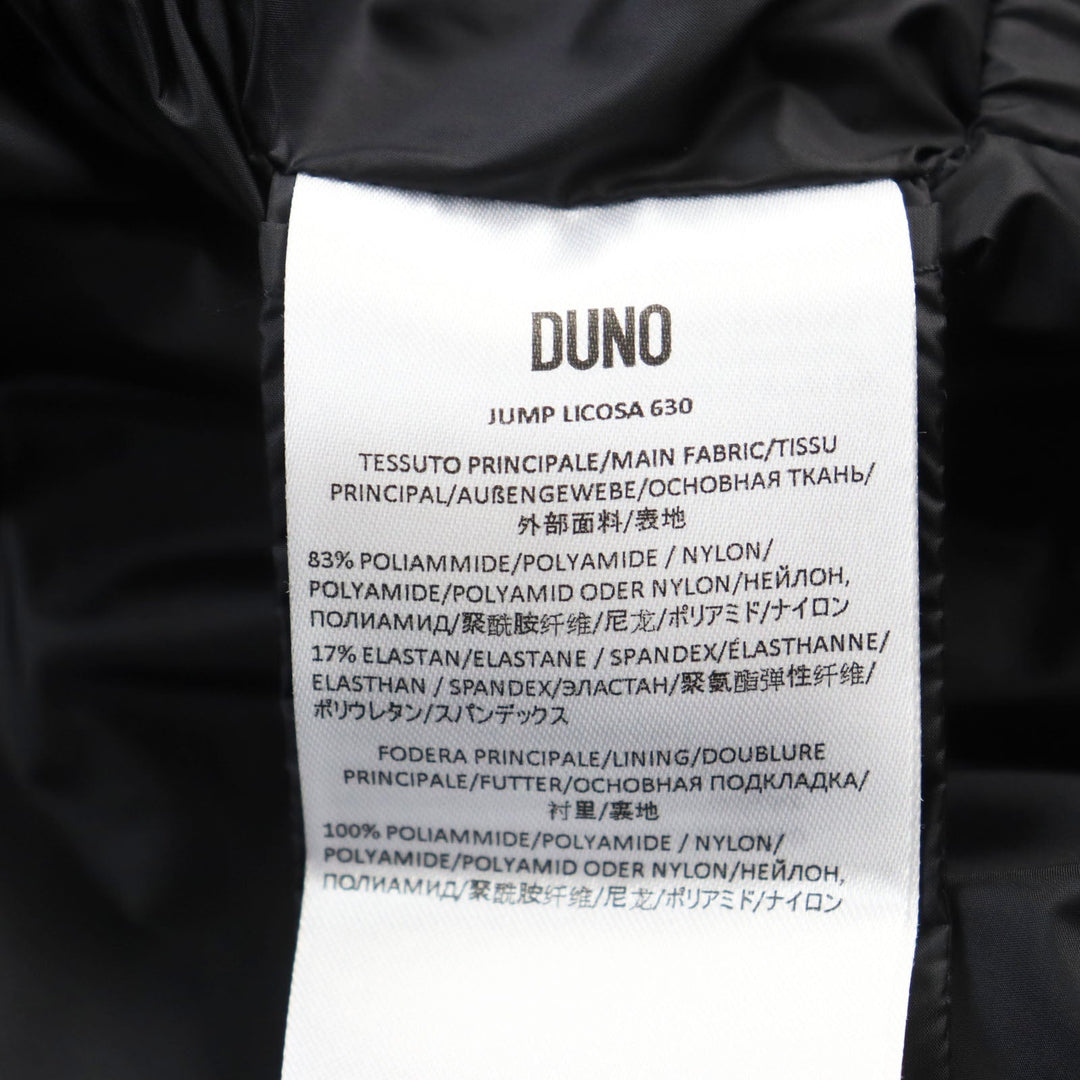 DUNO
JUMP LICOSA 630
TESSUTO PRINCIPALE/MAIN FABRIC/TISSU
PRINCIPAL/AUßENGEWEBE/ОСНОВНАЯ ТКАНЬ/
外部面料/表地
83% POLIAMMIDE/POLYAMIDE / NYLON/
POLYAMIDE/POLYAMID ODER NYLON/НЕЙЛОН,
ПОЛИАМИД/聚酰胺纤维/尼龙/ポリアミド/ナイロン
17% ELASTAN/ELASTANE / SPANDEX/ÉLASTHANNE/
ELASTHAN / SPANDEX/ЭЛАСТАН/聚氨酯弹性纤维/
ポリウレタン/スパンデックス
FODERA PRINCIPALE/LINING/DOUBLURE
PRINCIPALE/FUTTER/ОСНОВНАЯ ПОДКЛАДКА/
衬里/裏地
100% POLIAMMIDE/POLYAMIDE / NYLON/
POLYAMIDE/POLYAMID ODER NYLON/НЕЙЛОН,
ПОЛИАМИД/聚酰胺纤维/尼龙/ポリアミド/ナイロン